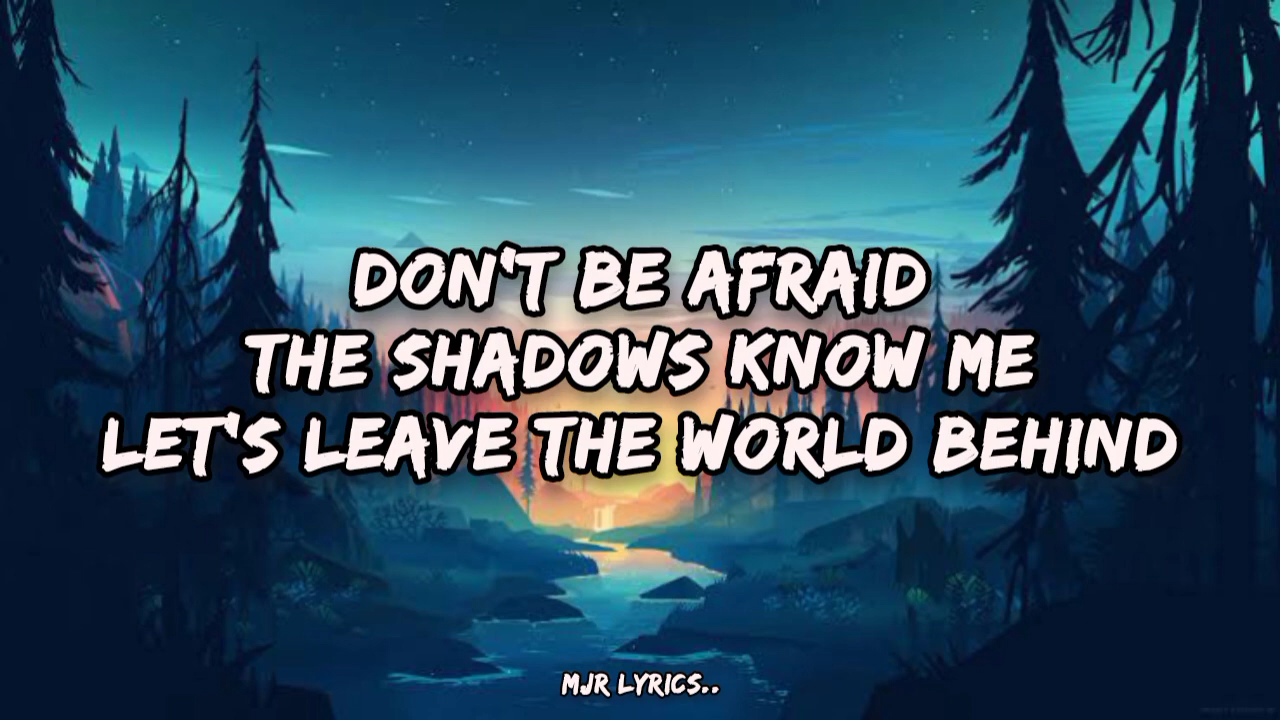 DON'T BE AFRAID
THE SHADOWS KNOW ME
LET'S LEAVE THE WORLD BEHIND
MJR LYRICS..